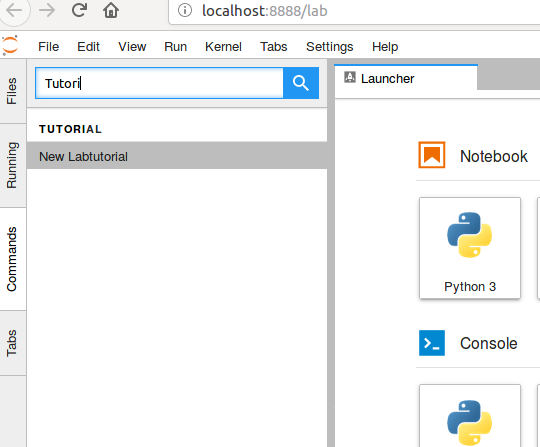 localhost:8888/lab
File Edit View Run Kernel Tabs Settings Help
Files
Running
Commands
Tabs
Tutori
TUTORIAL
New Labtutorial
Launcher
Notebook
Python 3
Console